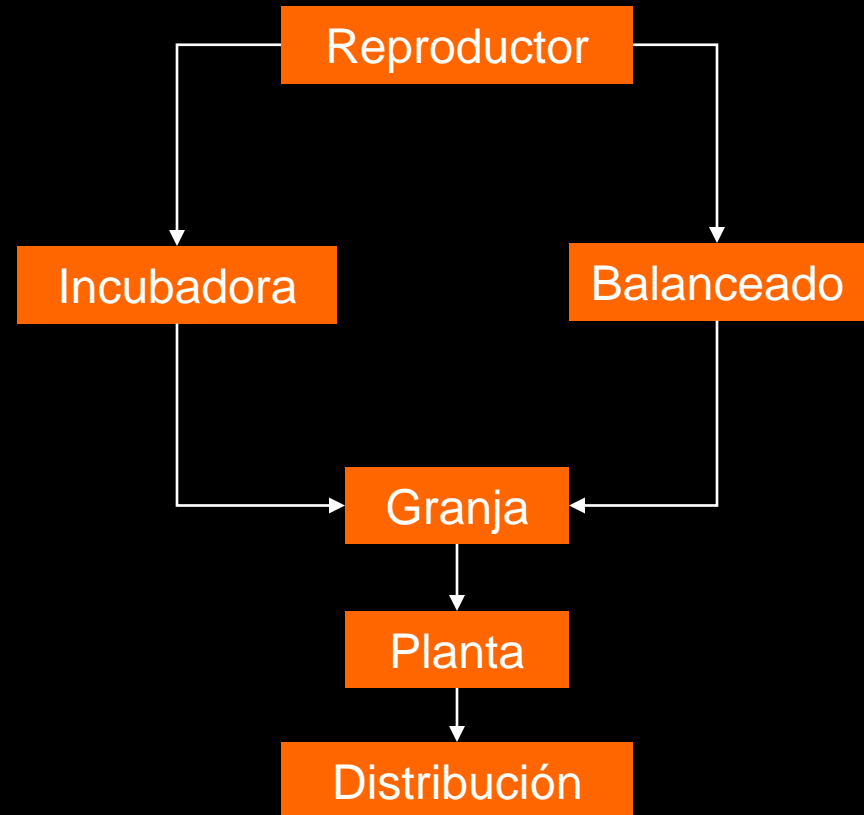 Reproductor
Incubadora
Balanceado
Granja
Planta
Distribución